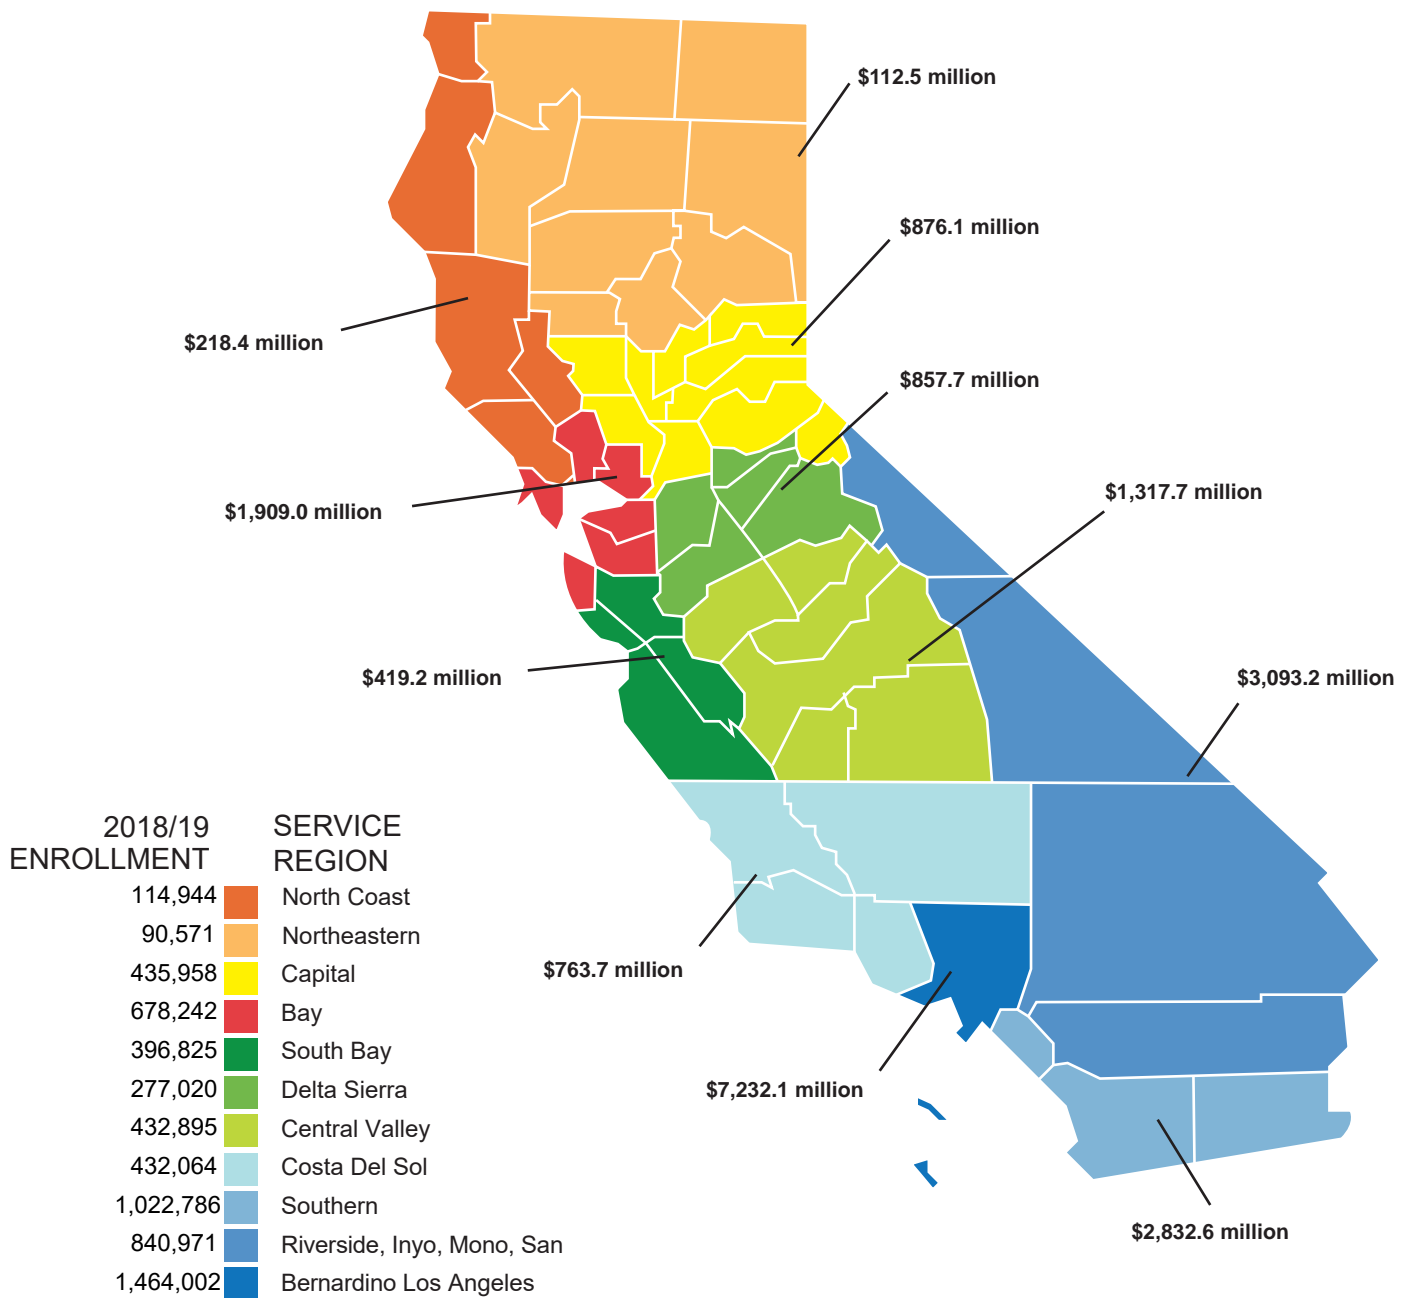 $112.5 million
$876.1 million
$218.4 million
$857.7 million
$1,909.0 million
$1,317.7 million
$419.2 million
$3,093.2 million
$763.7 million
$7,232.1 million
$2,832.6 million
2018/19 SERVICE
ENROLLMENT REGION
114,944 North Coast
90,571 Northeastern
435,958 Capital
678,242 Bay
396,825 South Bay
277,020 Delta Sierra
432,895 Central Valley
432,064 Costa Del Sol
1,022,786 Southern
840,971 Riverside, Inyo, Mono, San
1,464,002 Bernardino Los Angeles